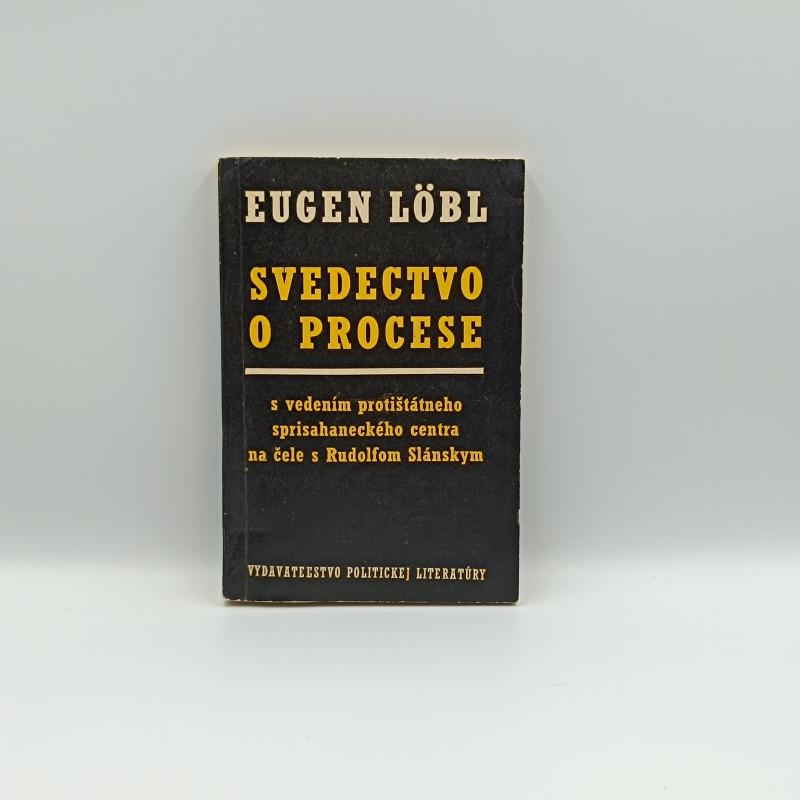 EUGEN LÖBL
SVEDECTVO
O PROCESE
s vedením protištátneho
sprisahaneckého centra
na čele s Rudolfom Slánskym
VYDAVATEĽSTVO POLITICKEJ LITERATÚRY